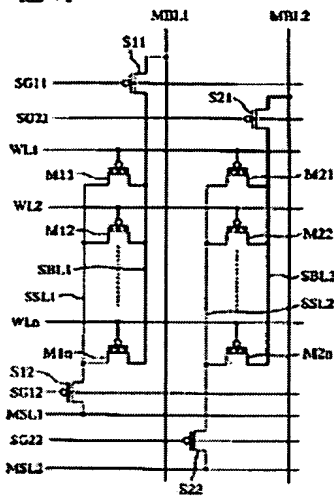 MBL1 MBL2
S11
SG11
S21
SG21
WL1
M11 M21
WL2
M12 M22
SBL1 SBL2
SSL1 SSL2
WLn
M1n M2n
S12
SG12
MSL1
SG22
MSL2
S22